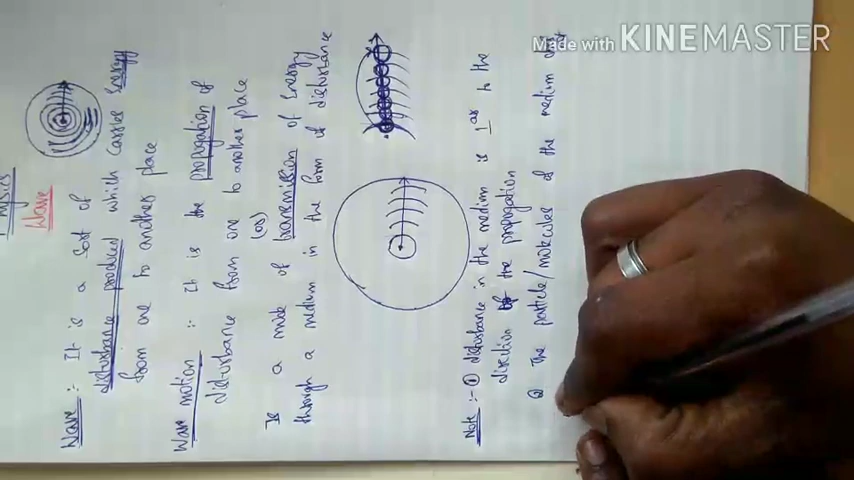 Physics
Wave
Wave :- It is a sort of
disturbance produced which carries Energy
from one to another place
Wave motion :- It is the propagation of
disturbance from one to another place
(or)
Is a mode of transmission of Energy
through a medium in the form of disturbance
Note :- ① disturbance in the medium is ⊥ar to the
direction of the propagation
② The particle/molecules of the medium
Made with KINEMASTER